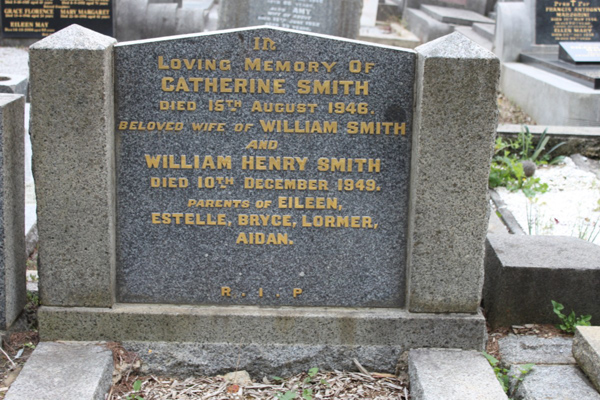 IN
LOVING MEMORY OF
CATHERINE SMITH
DIED 15TH AUGUST 1946.
BELOVED WIFE OF WILLIAM SMITH
AND
WILLIAM HENRY SMITH
DIED 10TH DECEMBER 1949.
PARENTS OF EILEEN,
ESTELLE, BRYCE, LORMER,
AIDAN.
R. I. P